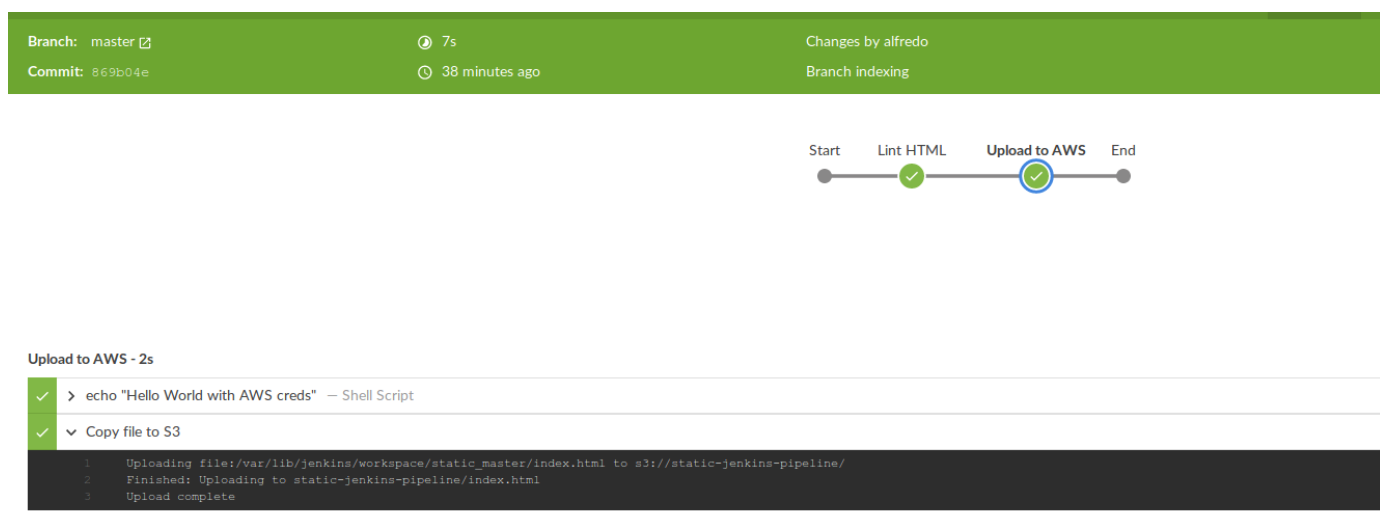 Branch: master 7s Changes by alfredo
Commit: 869b04e 38 minutes ago Branch indexing
Start Lint HTML Upload to AWS End
Upload to AWS - 2s
echo "Hello World with AWS creds" — Shell Script
Copy file to S3
1 Uploading file:/var/lib/jenkins/workspace/static_master/index.html to s3://static-jenkins-pipeline/
2 Finished: Uploading to static-jenkins-pipeline/index.html
3 Upload complete